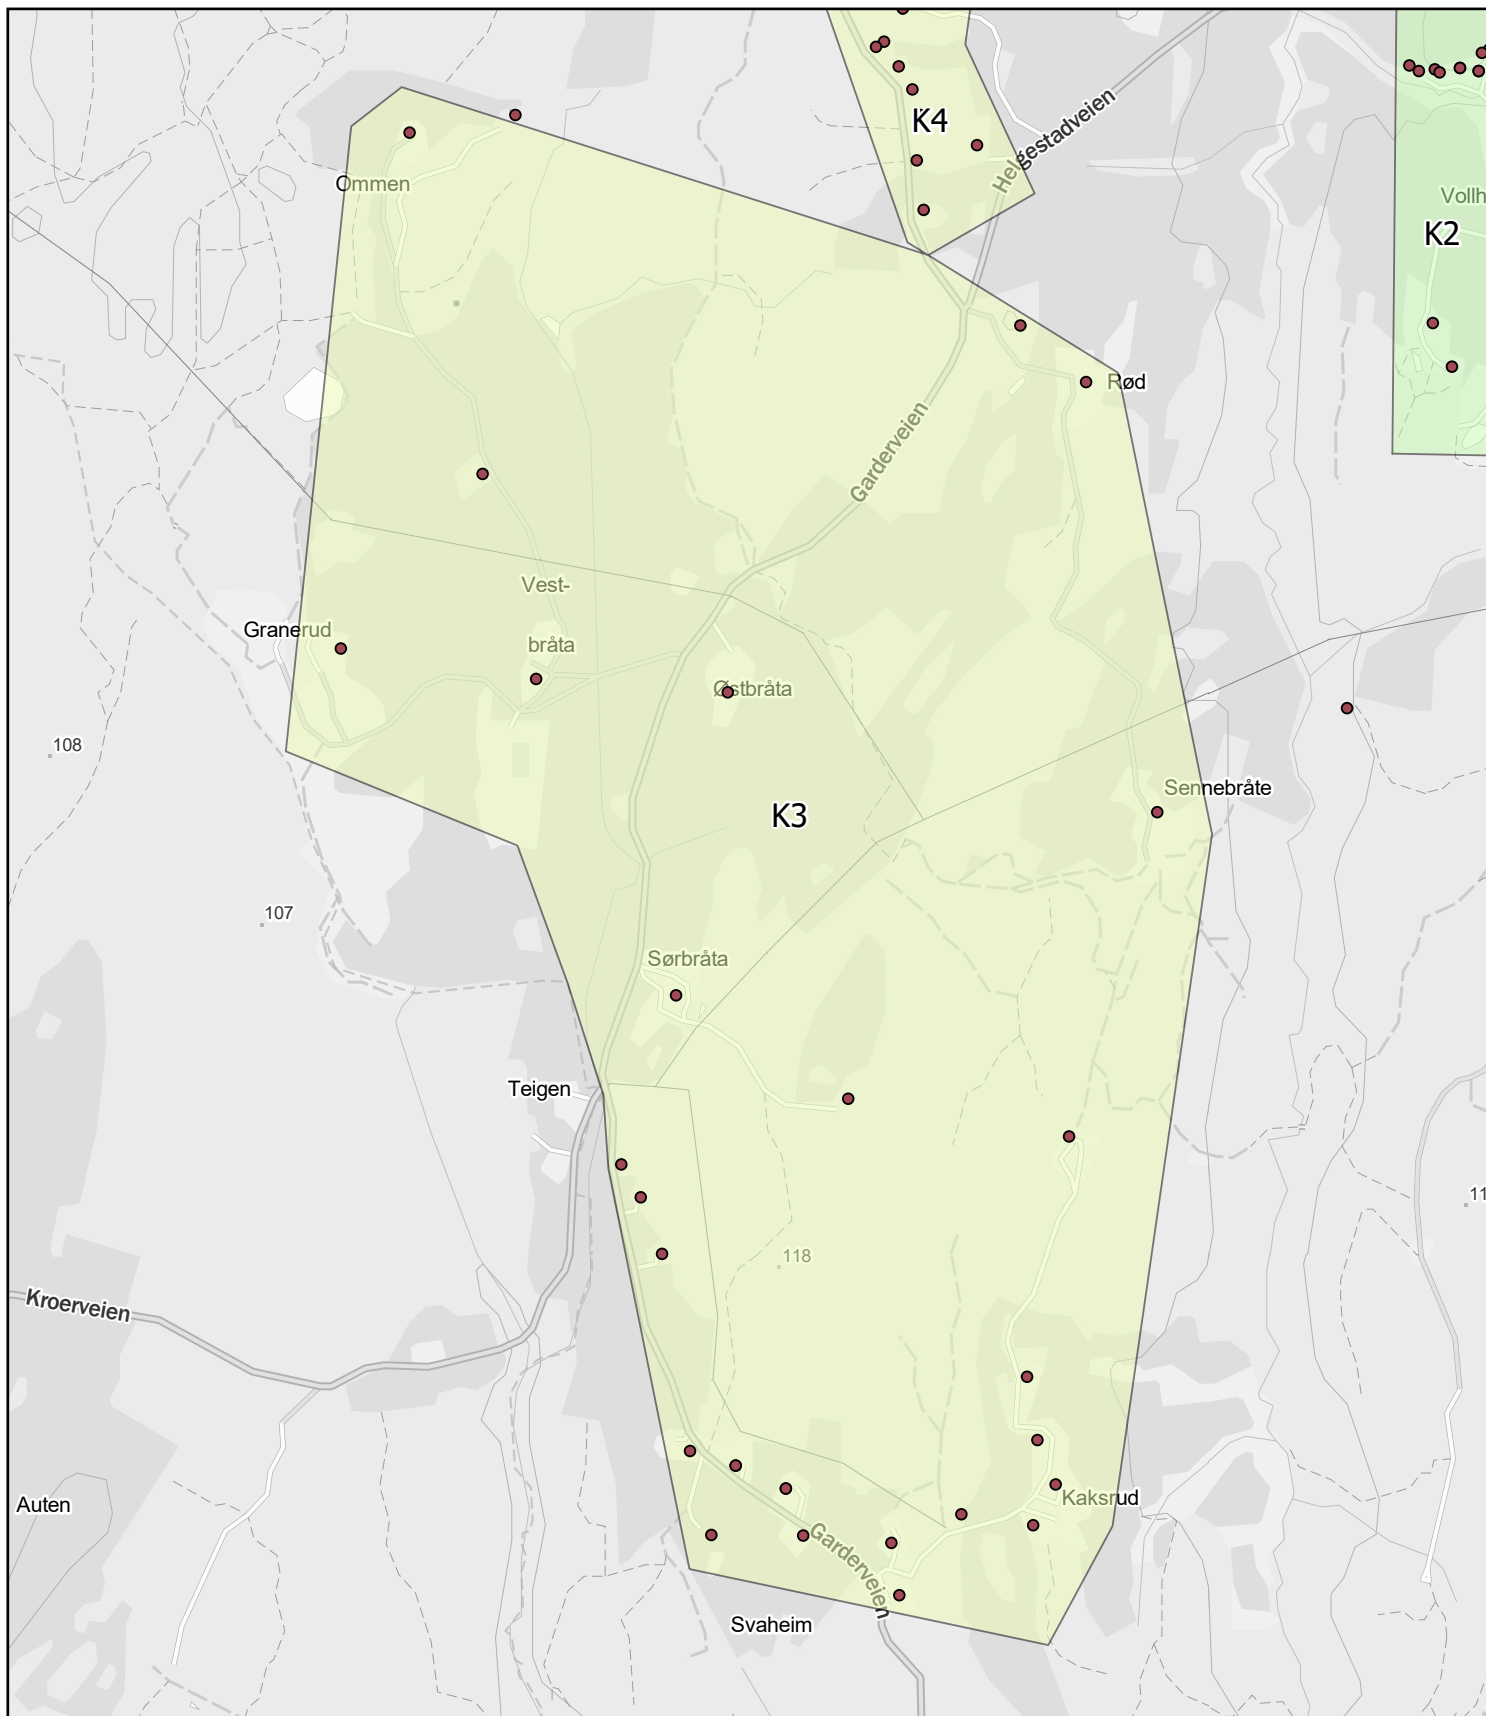 K4
Helgestadveien
Ommen
Vollh
K2
Rød
Garderveien
Vest-
bråta
Granerud
Østbråta
108
Sennebråte
K3
107
Sørbråta
Teigen
11
118
Kroerveien
Kaksrud
Auten
Garderveien
Svaheim